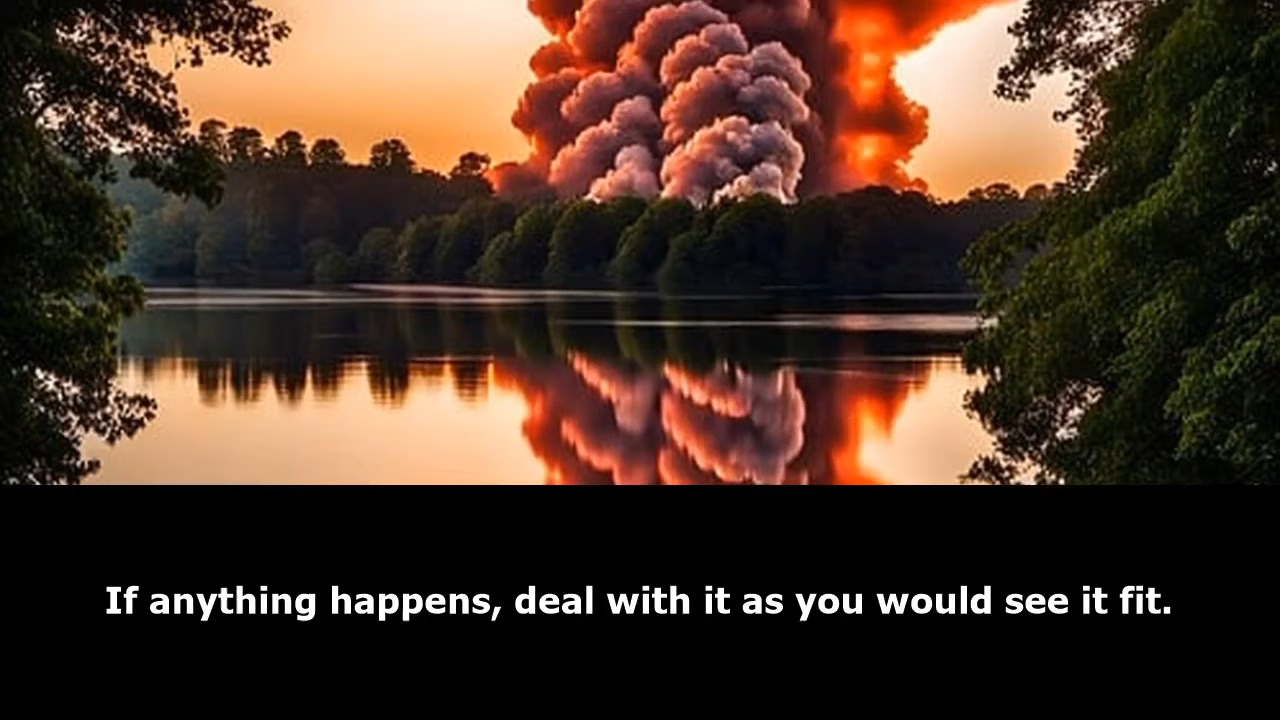 If anything happens, deal with it as you would see it fit.